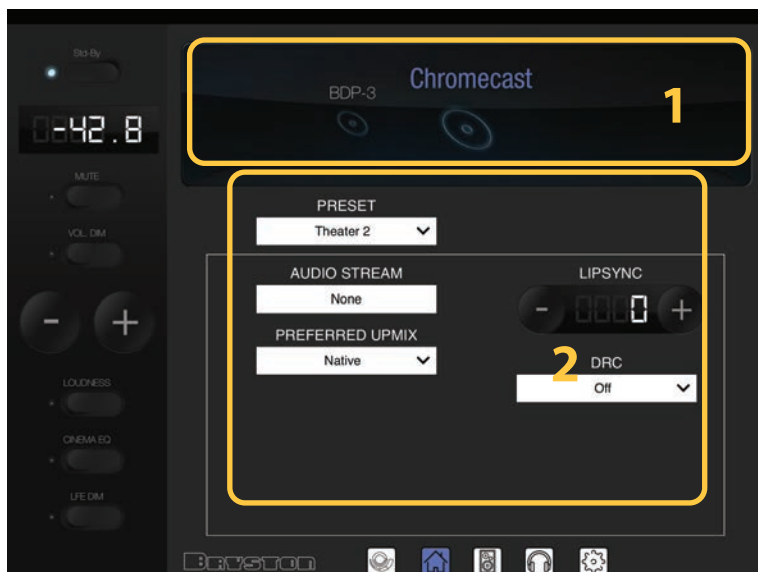 Std-By
-42.8
MUTE
VOL. DIM
-
+
LOUDNESS
CINEMA EQ
LFE DIM
BDP-3
Chromecast
1
PRESET
Theater 2
AUDIO STREAM
None
PREFERRED UPMIX
Native
LIPSYNC
- 0 +
2
DRC
Off
BRYSTON